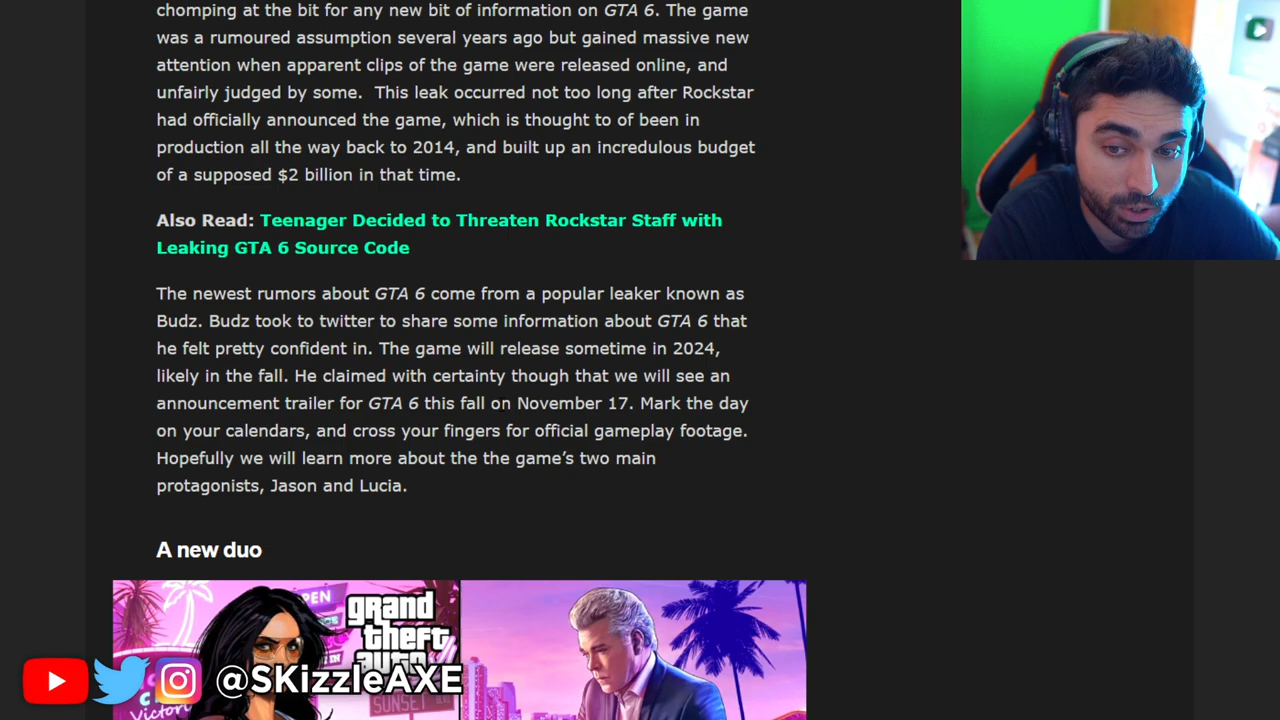 chomping at the bit for any new bit of information on GTA 6. The game
was a rumoured assumption several years ago but gained massive new
attention when apparent clips of the game were released online, and
unfairly judged by some.  This leak occurred not too long after Rockstar
had officially announced the game, which is thought to of been in
production all the way back to 2014, and built up an incredulous budget
of a supposed $2 billion in that time.
Also Read: Teenager Decided to Threaten Rockstar Staff with
Leaking GTA 6 Source Code
The newest rumors about GTA 6 come from a popular leaker known as
Budz. Budz took to twitter to share some information about GTA 6 that
he felt pretty confident in. The game will release sometime in 2024,
likely in the fall. He claimed with certainty though that we will see an
announcement trailer for GTA 6 this fall on November 17. Mark the day
on your calendars, and cross your fingers for official gameplay footage.
Hopefully we will learn more about the the game's two main
protagonists, Jason and Lucia.
A new duo
OPEN
grand
theft
auto
SUNSET
Victori
@SKizzleAXE